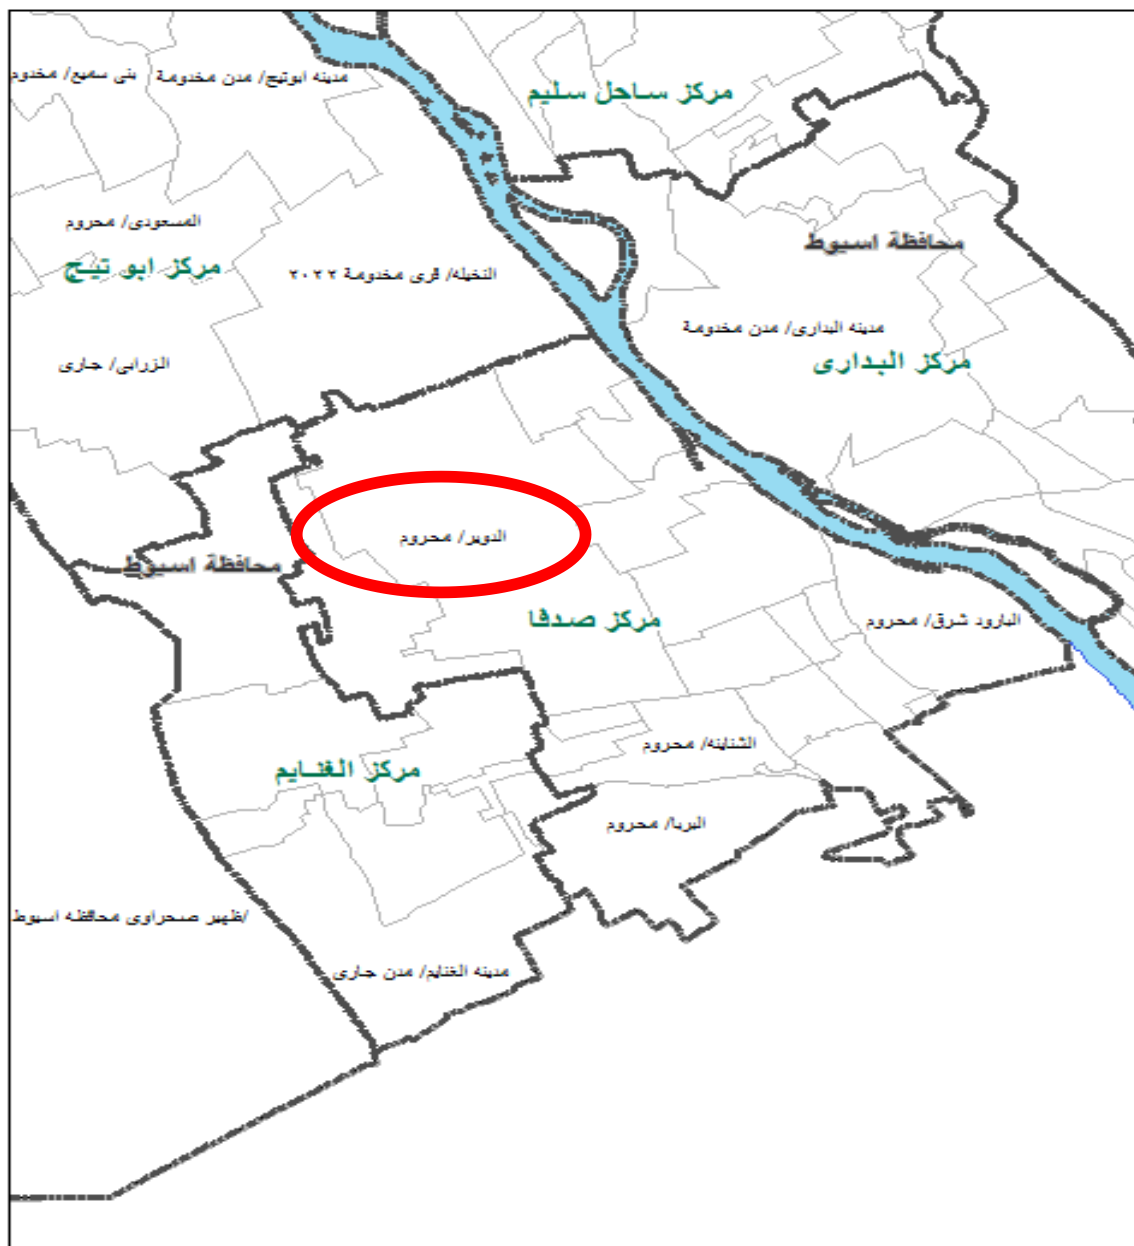 بنى سميع/ مخدوم
مدينه ابوتيج/ مدن مخدومة
مركز ساحل سليم
المسعودى/ محروم
محافظة اسيوط
مركز ابو تيج
النخيله/ قرى مخدومة ٢٠٢٢
مدينه البدارى/ مدن مخدومة
مركز البدارى
الزرابى/ جارى
الدوير/ محروم
محافظة اسيوط
مركز صدفا
البارود شرق/ محروم
الشناينه/ محروم
مركز الغنايم
البربا/ محروم
/ظهير صحراوى محافظه اسيوط
مدينه الغنايم/ مدن جارى